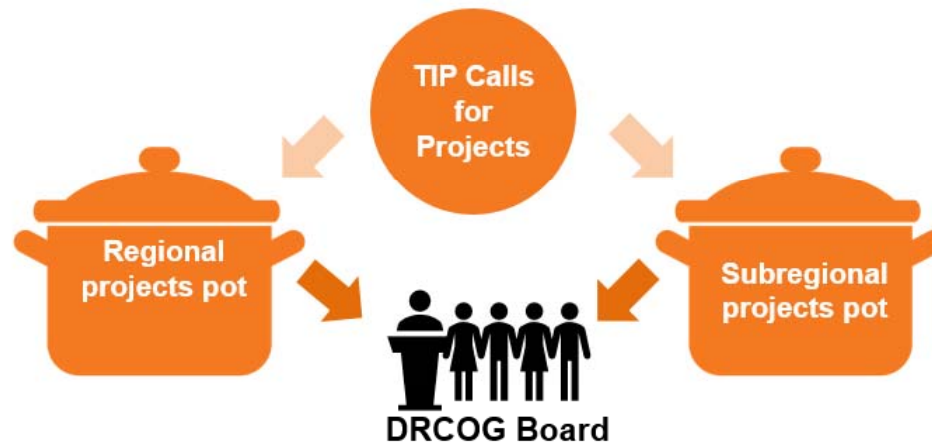 TIP Calls
for
Projects
Regional
projects pot
Subregional
projects pot
DRCOG Board